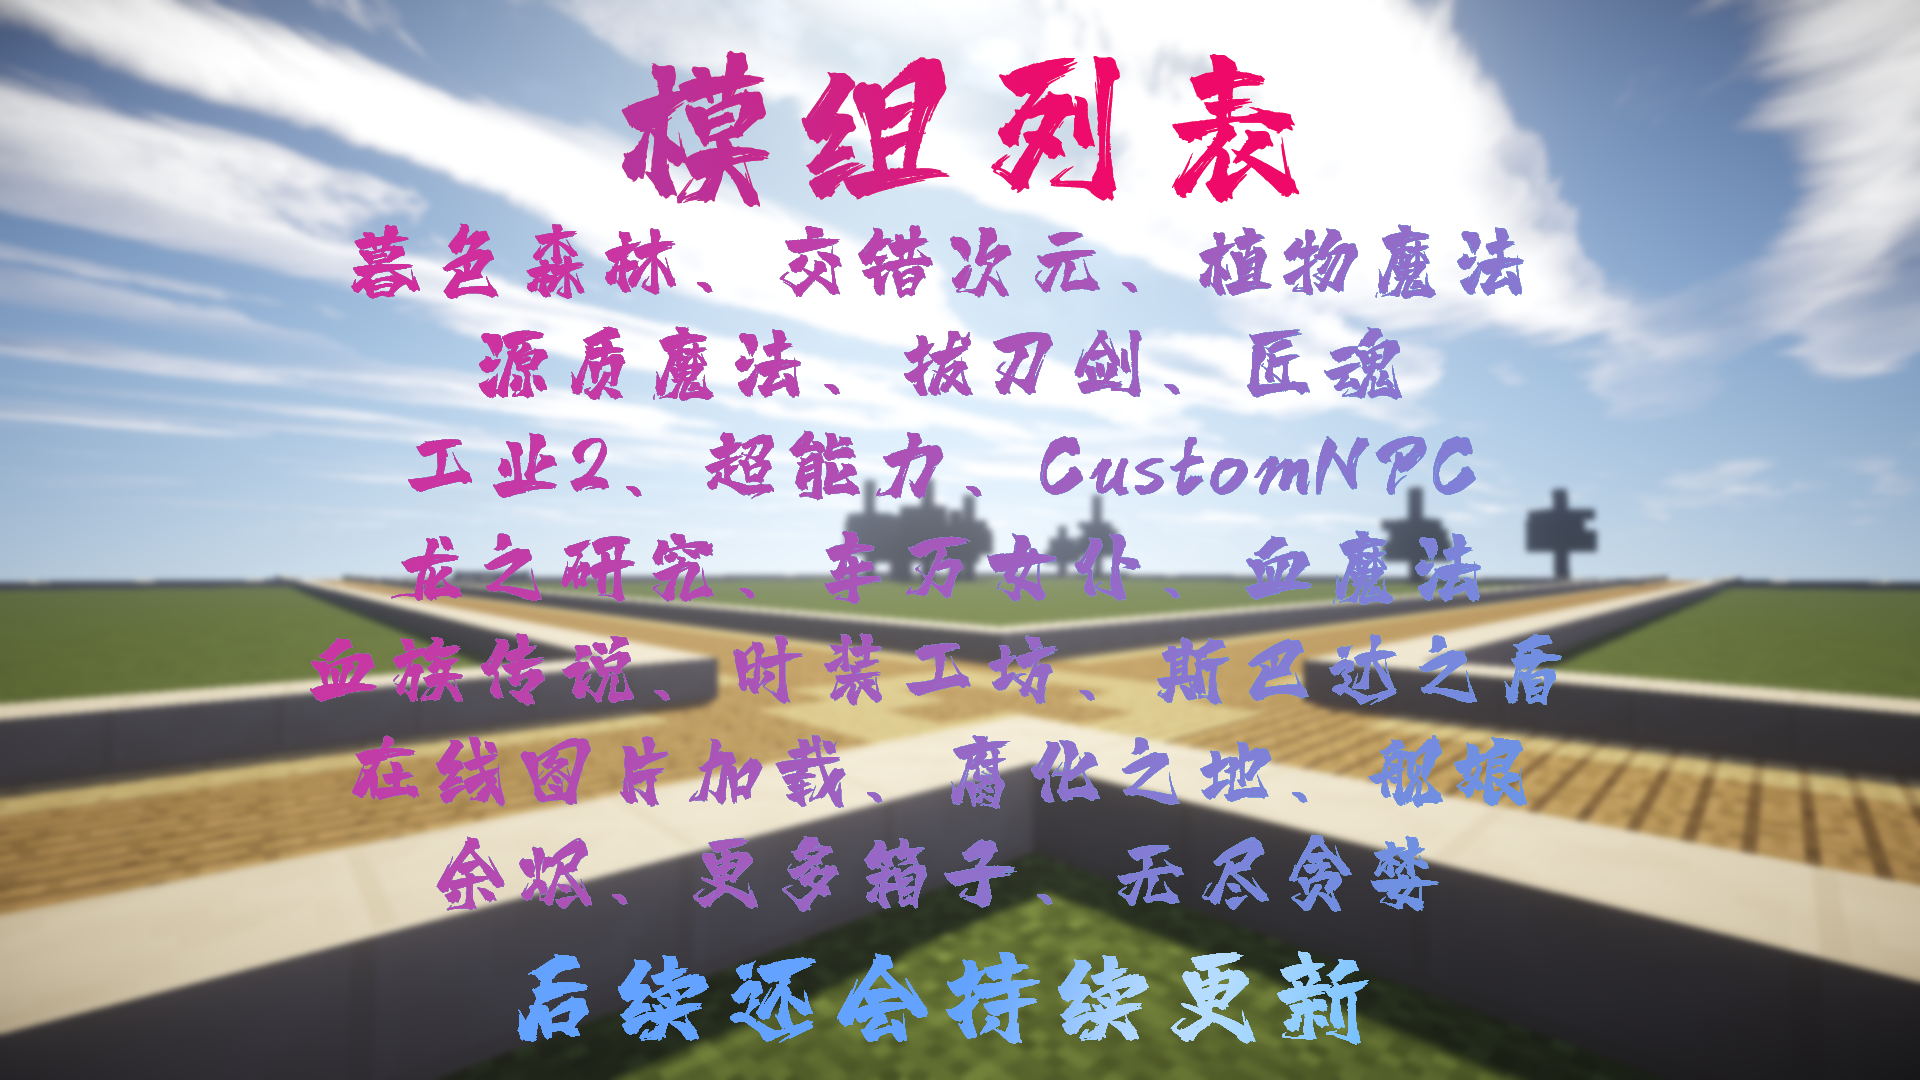 模组列表
暮色森林、交错次元、植物魔法
源质魔法、拔刀剑、匠魂
工业2、超能力、CustomNPC
龙之研究、车万女仆、血魔法
血族传说、时装工坊、斯巴达之盾
在线图片加载、腐化之地、舰娘
余烬、更多箱子、无尽贪婪
后续还会持续更新